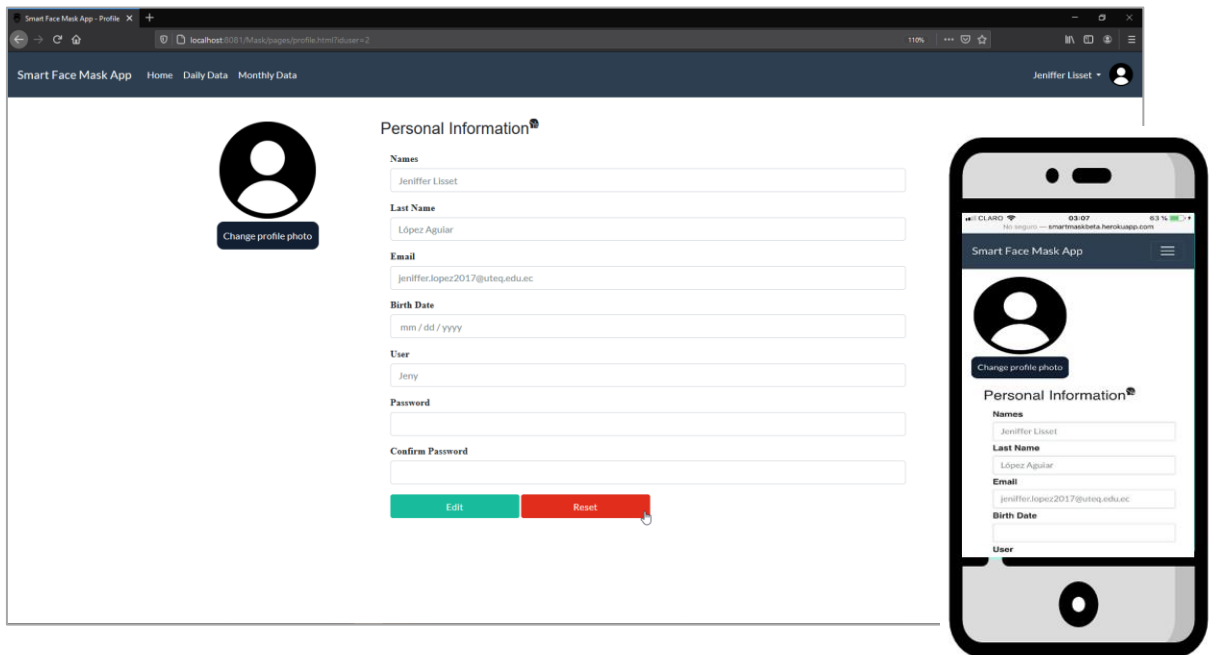 Smart Face Mask App - Profile
localhost:8081/Mask/pages/profile.html?iduser=2
110%
Smart Face Mask App Home Daily Data Monthly Data Jeniffer Lisset
Change profile photo
Personal Information
Names
Jeniffer Lisset
Last Name
López Aguiar
Email
jeniffer.lopez2017@uteq.edu.ec
Birth Date
mm / dd / yyyy
User
Jeny
Password
Confirm Password
Edit Reset
CLARO 03:07 63 %
No seguro — smartmaskbeta.herokuapp.com
Smart Face Mask App
Change profile photo
Personal Information
Names
Jeniffer Lisset
Last Name
López Aguiar
Email
jeniffer.lopez2017@uteq.edu.ec
Birth Date
User